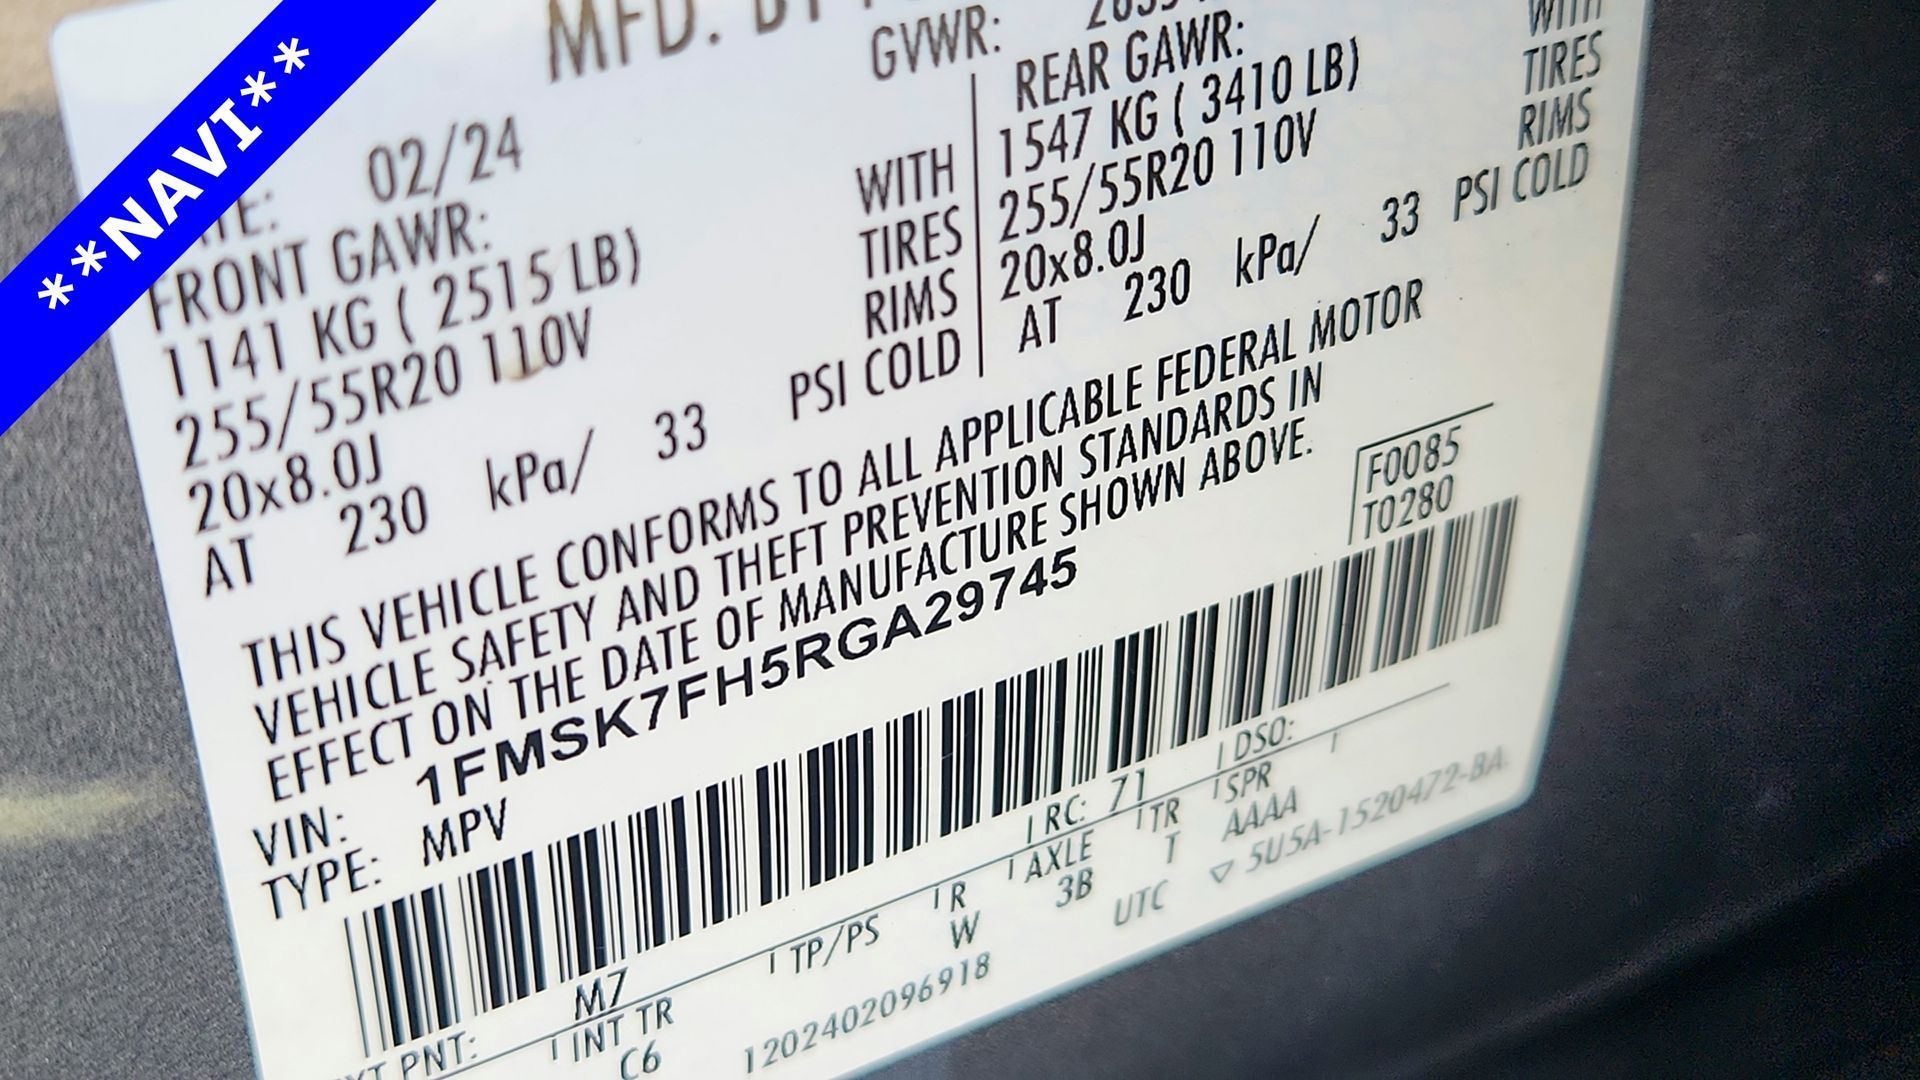 **NAVI**
MFD. BY
GVWR:
02/24
FRONT GAWR:
1141 KG ( 2515 LB)
255/55R20 110V
20x8.0J
AT 230 kPa/ 33 PSI COLD
WITH
TIRES
RIMS
REAR GAWR:
1547 KG ( 3410 LB)
255/55R20 110V
20x8.0J
AT 230 kPa/ 33 PSI COLD
WITH
TIRES
RIMS
THIS VEHICLE CONFORMS TO ALL APPLICABLE FEDERAL MOTOR
VEHICLE SAFETY AND THEFT PREVENTION STANDARDS IN
EFFECT ON THE DATE OF MANUFACTURE SHOWN ABOVE.
F0085
T0280
VIN: 1FMSK7FH5RGA29745
TYPE: MPV
PNT: M7
RC: 71
DSO:
INT TR
TP/PS
R
AXLE
TR
SPR
C6
W
3B
T
AAAA
1202402096918
UTC
▽ 5U5A-1520472-BA